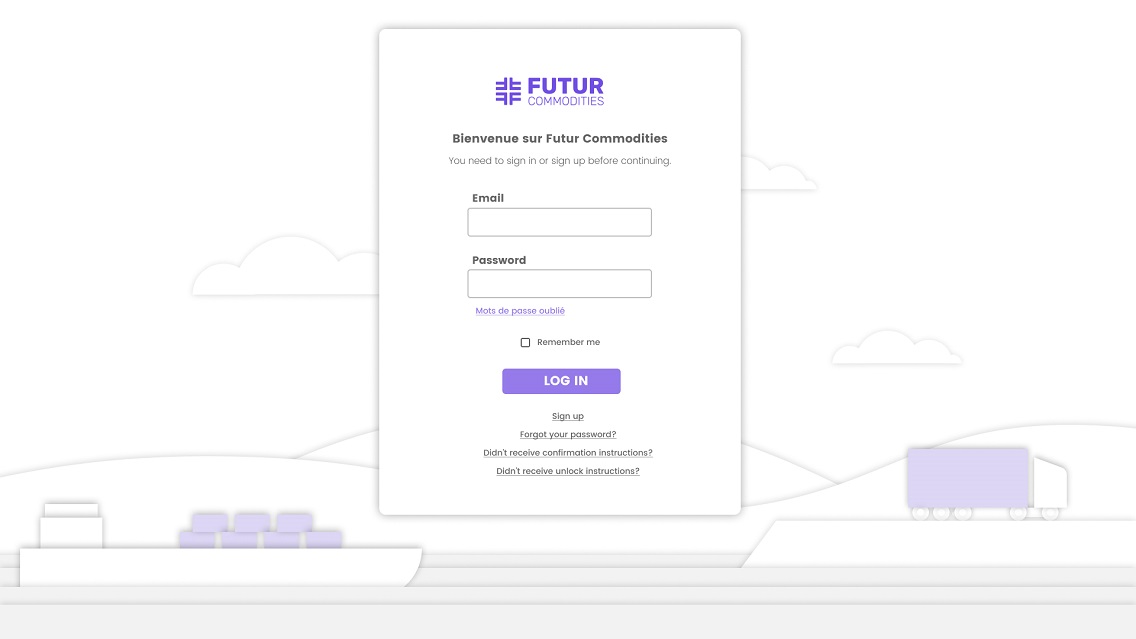 FUTUR
COMMODITIES
Bienvenue sur Futur Commodities
You need to sign in or sign up before continuing.
Email
Password
Mots de passe oublié
Remember me
LOG IN
Sign up
Forgot your password?
Didn't receive confirmation instructions?
Didn't receive unlock instructions?